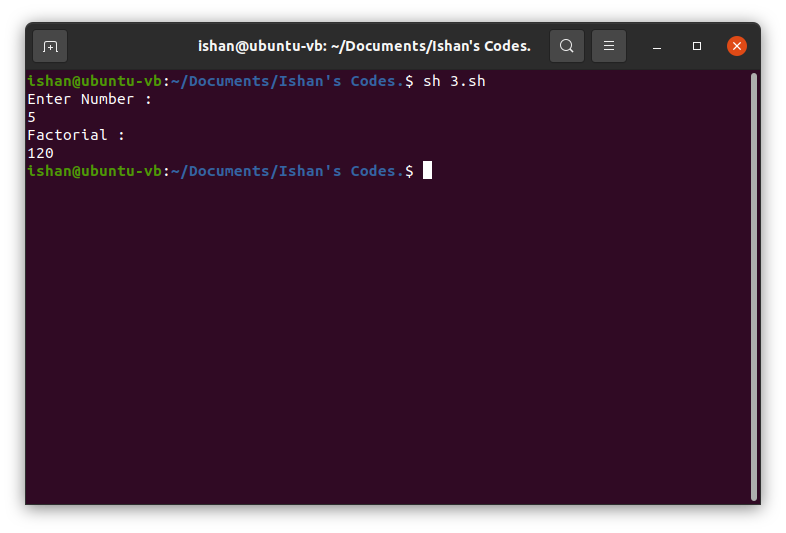 ishan@ubuntu-vb: ~/Documents/Ishan's Codes.
ishan@ubuntu-vb:~/Documents/Ishan's Codes.$ sh 3.sh
Enter Number :
5
Factorial :
120
ishan@ubuntu-vb:~/Documents/Ishan's Codes.$